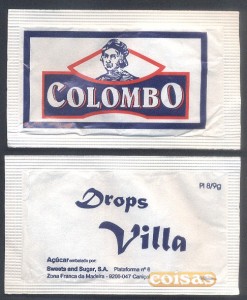 COLOMBO
Drops
Villa
Pl 8/9g
Açúcar embalado por:
Sweets and Sugar, S.A. Plataforma nº 8
Zona Franca da Madeira - 9200-047 Caniçal
coisas